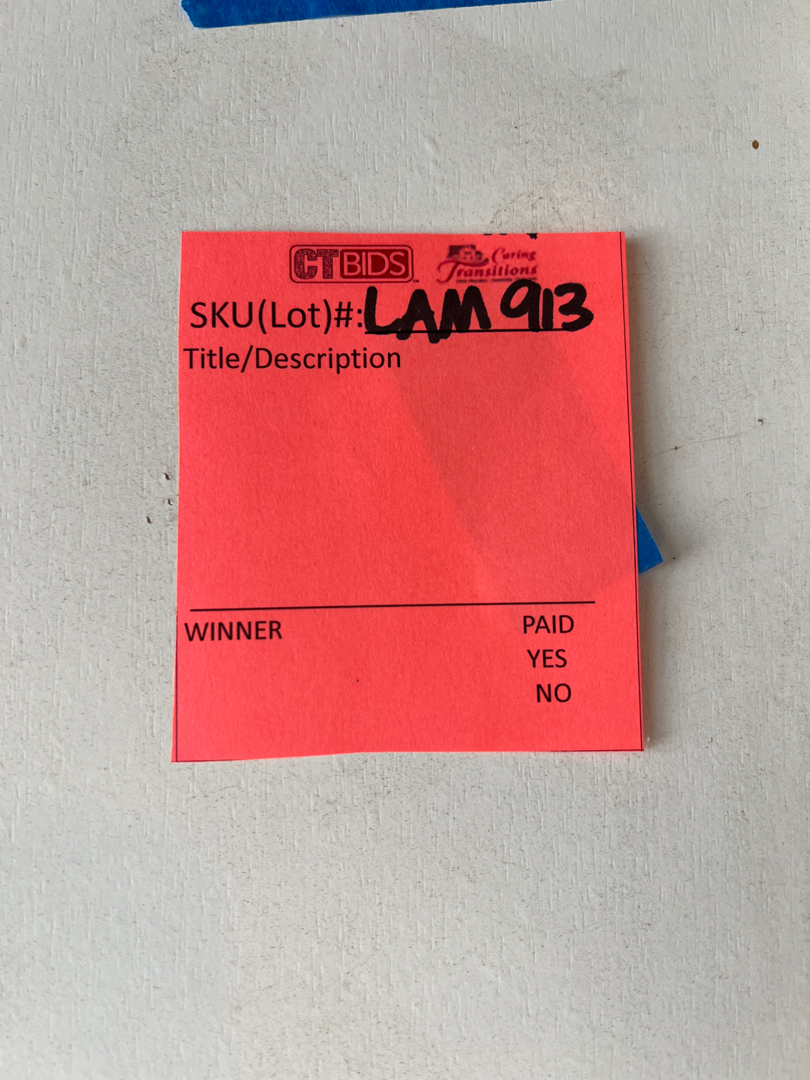 CTBIDS Caring Transitions
SKU(Lot)#: LAM 913
Title/Description
WINNER PAID
YES
NO